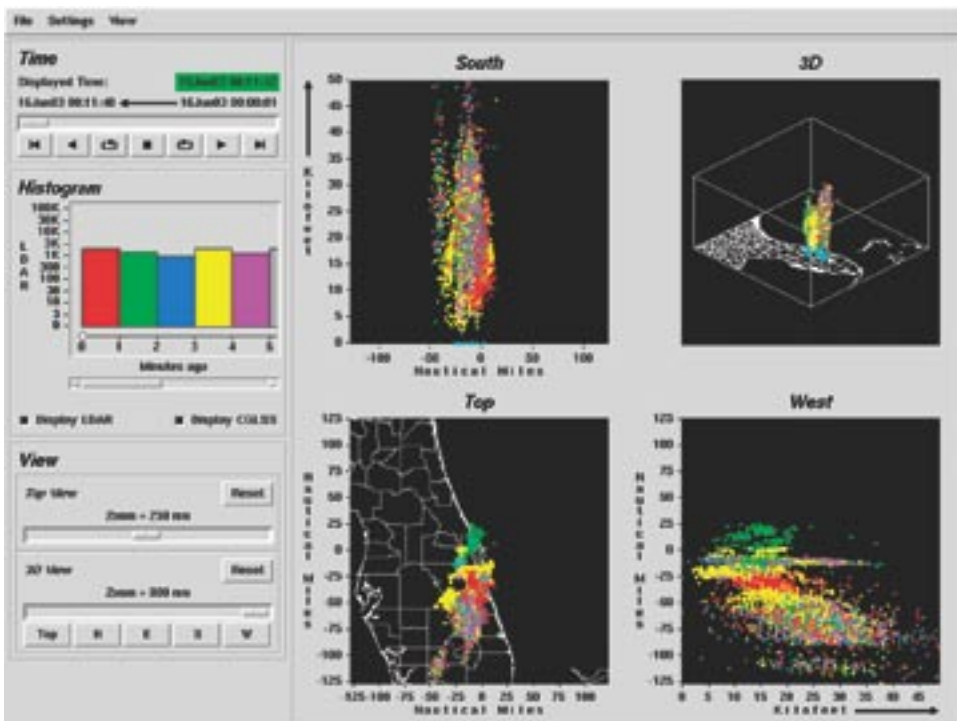 File Settings View
Time
Displayed Time:
16Jun03 00:00:01
Histogram
LDAR
100K
30K
10K
3K
1K
300
100
30
10
3
0
0 1 2 3 4 5
Minutes ago
Display LDAR
Display CGLSS
View
View
Reset
Zoom = 250 nm
3D View
Reset
Zoom = 800 nm
Top N E S W
South
Kilofeet
50
45
40
35
30
25
20
15
10
5
0
-100 -50 0 50 100
Nautical Miles
3D
Top
Nautical Miles
125
100
75
50
25
0
-25
-50
-75
-100
-125
-125 -100 -75 -50 -25 0 25 50 75 100
Nautical Miles
West
Nautical Miles
125
100
75
50
25
0
-25
-50
-75
-100
-125
0 5 10 15 20 25 30 35 40 45
Kilofeet